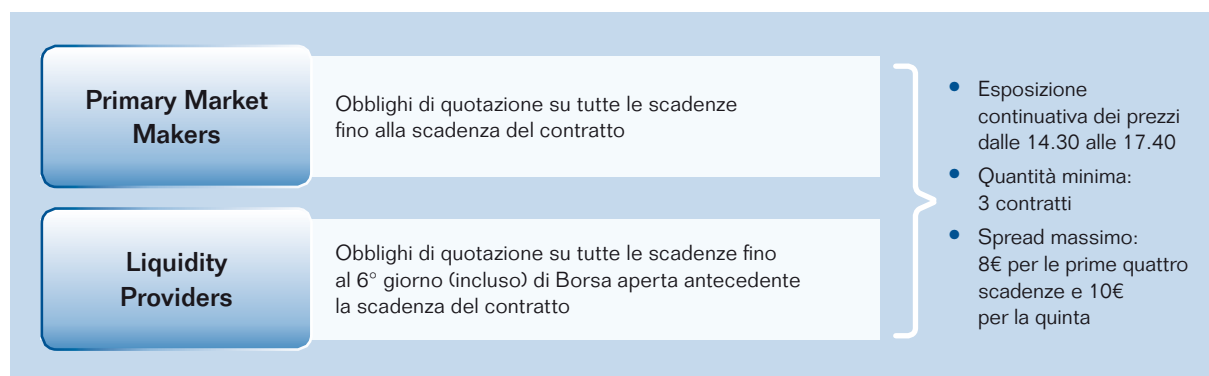 Primary Market
Makers
Obblighi di quotazione su tutte le scadenze
fino alla scadenza del contratto
Liquidity
Providers
Obblighi di quotazione su tutte le scadenze fino
al 6° giorno (incluso) di Borsa aperta antecedente
la scadenza del contratto
• Esposizione
continuativa dei prezzi
dalle 14.30 alle 17.40
• Quantità minima:
3 contratti
• Spread massimo:
8€ per le prime quattro
scadenze e 10€
per la quinta